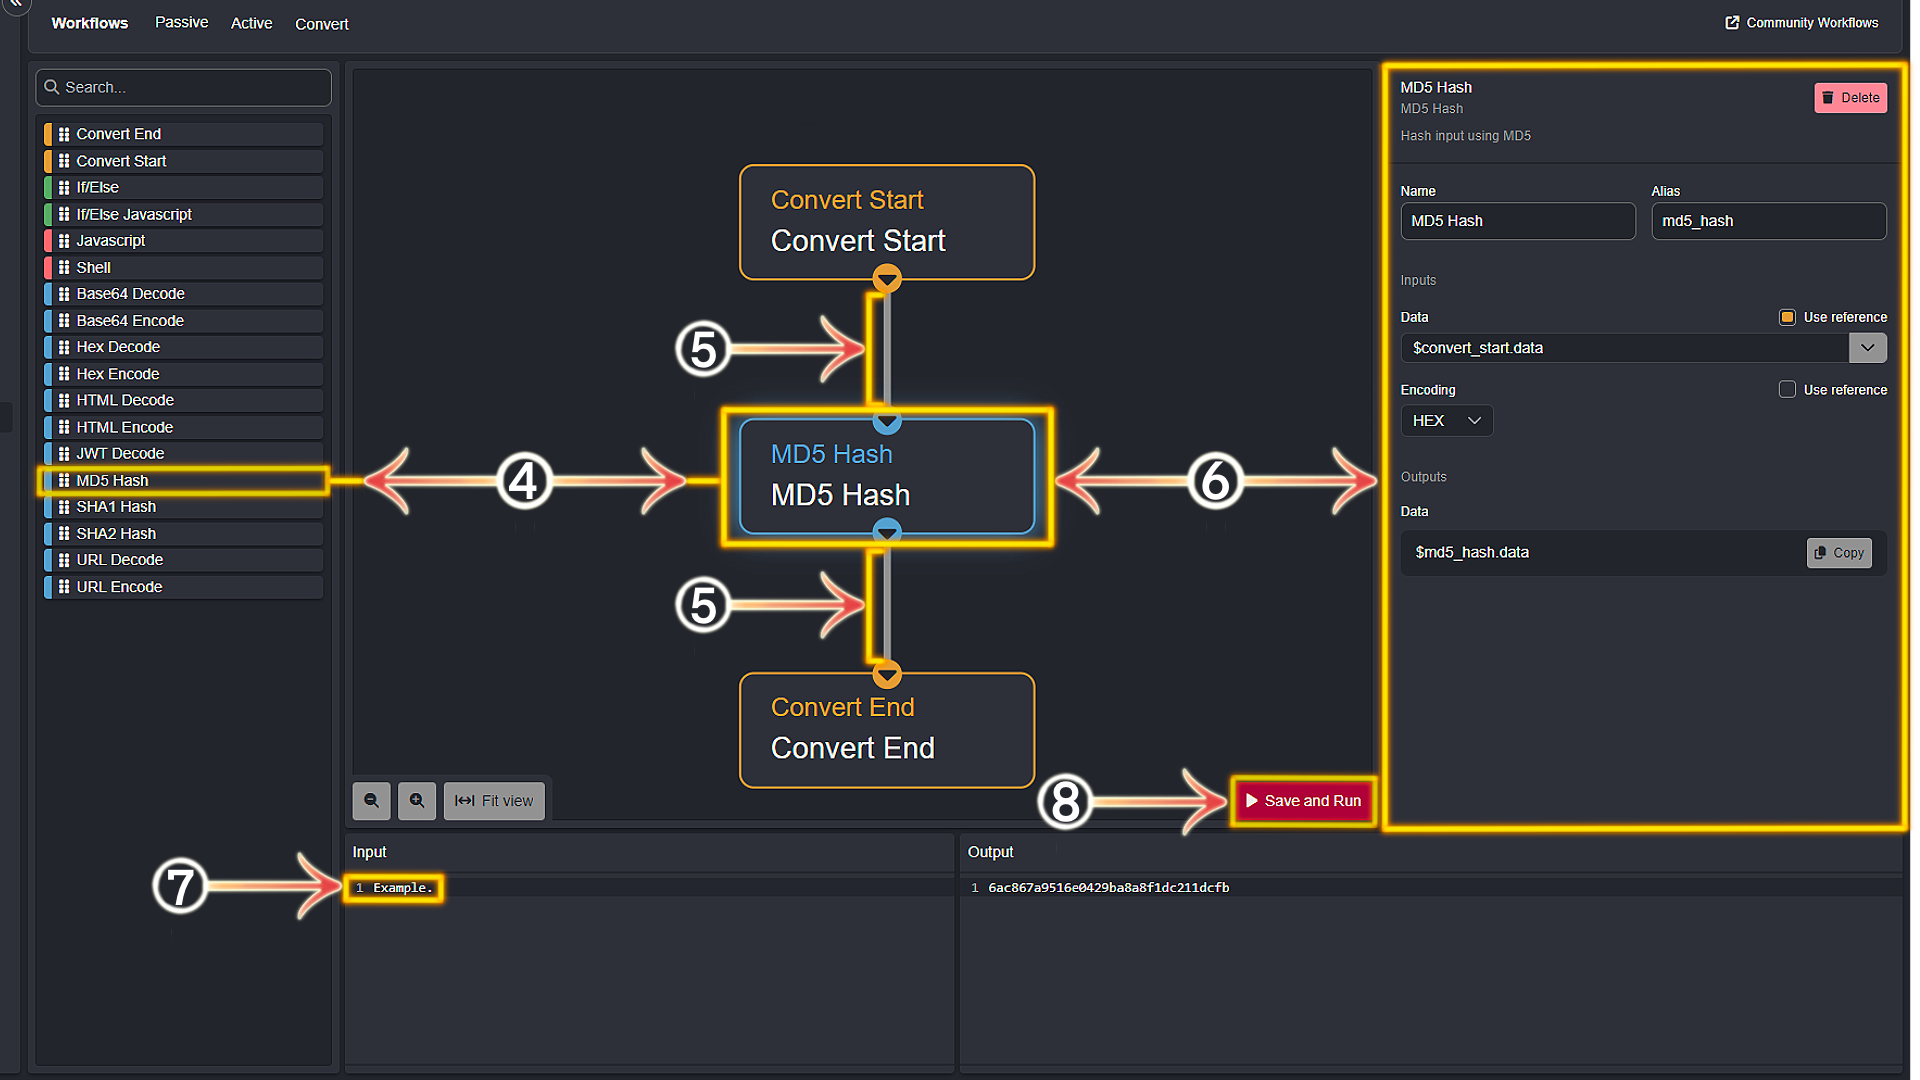 Workflows Passive Active Convert
Community Workflows
Search...
Convert End
Convert Start
If/Else
If/Else Javascript
Javascript
Shell
Base64 Decode
Base64 Encode
Hex Decode
Hex Encode
HTML Decode
HTML Encode
JWT Decode
MD5 Hash
SHA1 Hash
SHA2 Hash
URL Decode
URL Encode
Convert Start
Convert Start
5
4
MD5 Hash
MD5 Hash
6
5
Convert End
Convert End
Fit view
8
Save and Run
MD5 Hash
MD5 Hash
Delete
Hash input using MD5
Name
Alias
MD5 Hash
md5_hash
Inputs
Data
Use reference
$convert_start.data
Encoding
Use reference
HEX
Outputs
Data
$md5_hash.data
Copy
Input
7
1 Example.
Output
1 6ac867a9516e0429ba8a8f1dc211dcfb